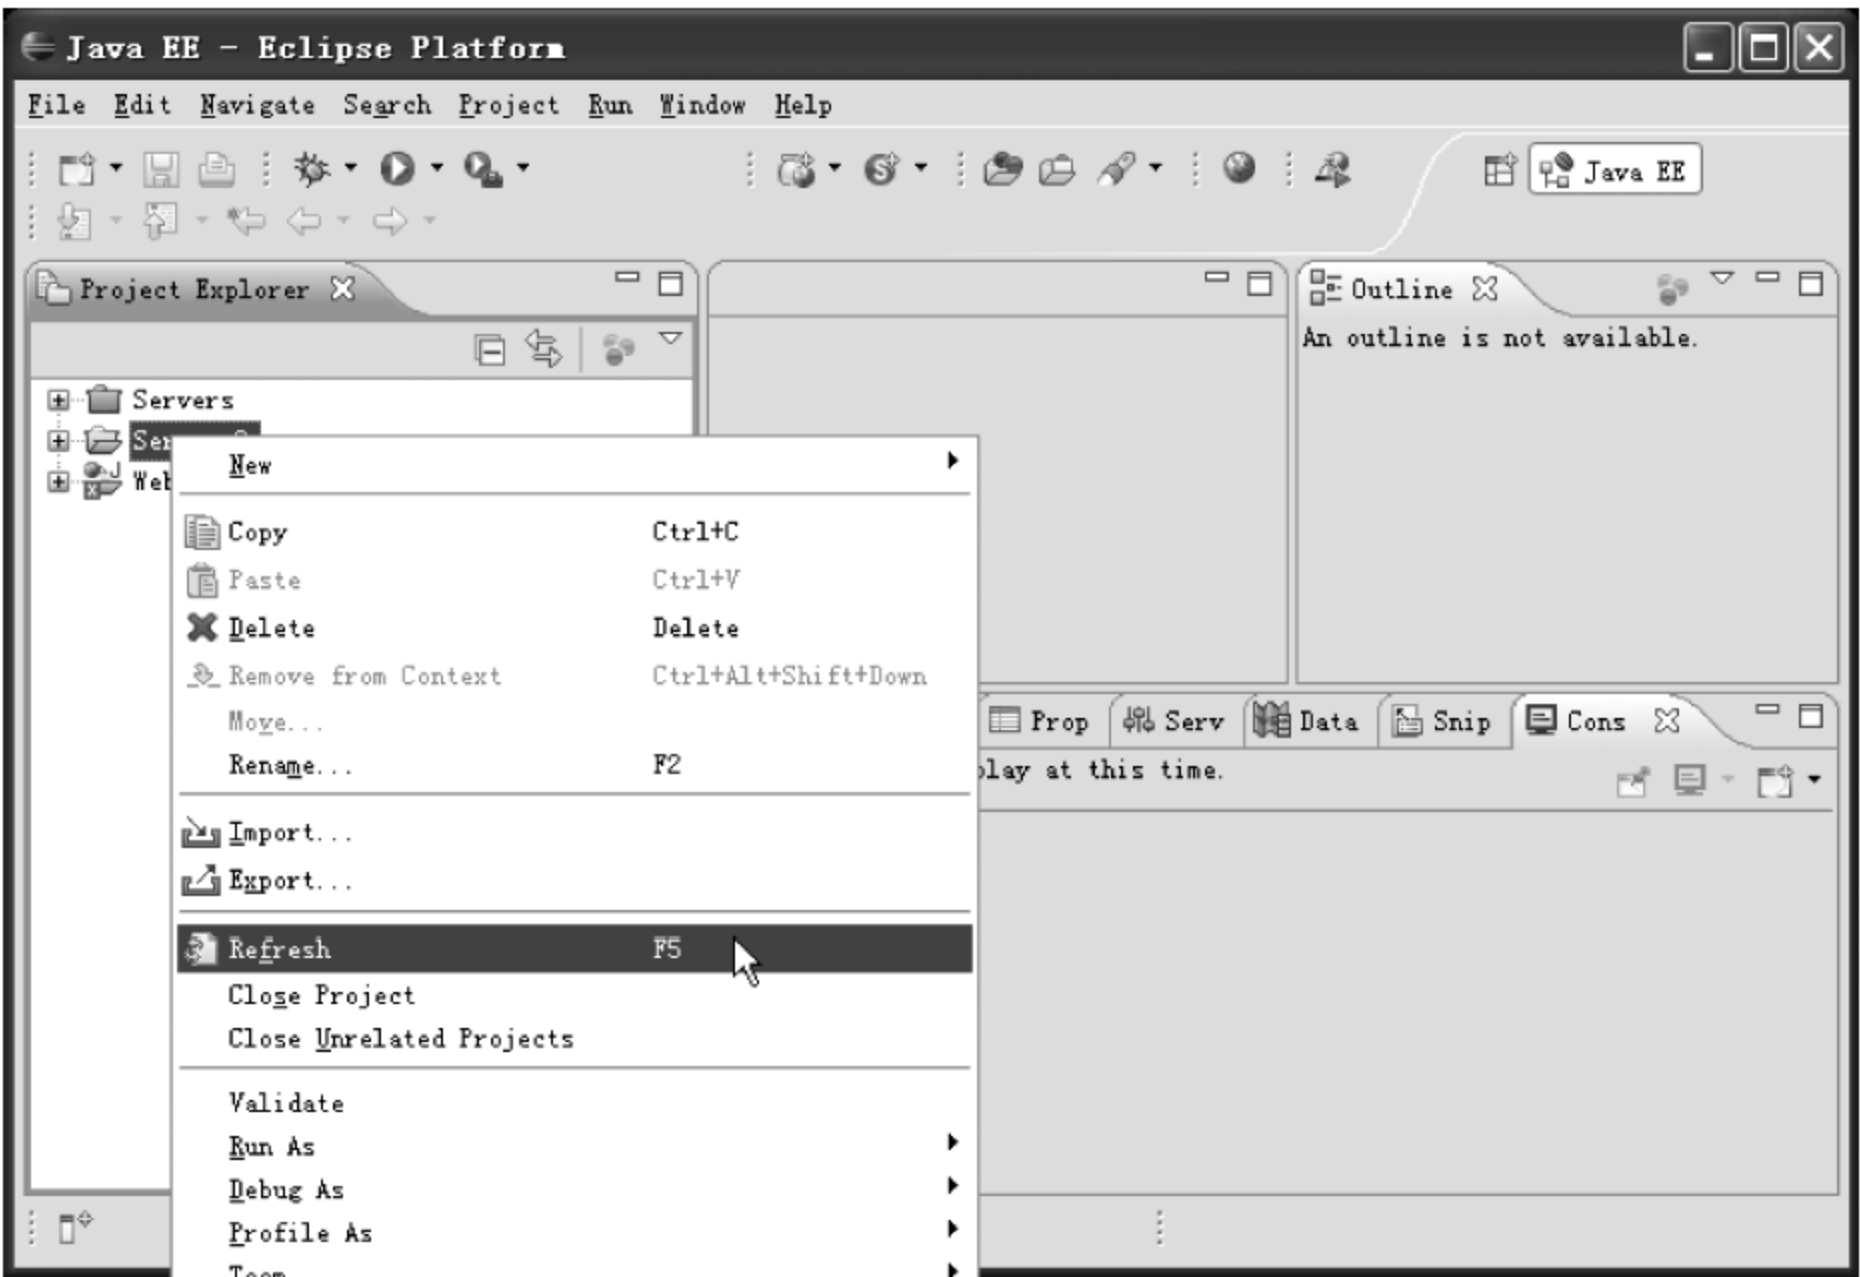 Java EE - Eclipse Platform
File Edit Navigate Search Project Run Window Help
Java EE
Project Explorer
Outline
An outline is not available.
Servers
New
Copy Ctrl+C
Paste Ctrl+V
Delete Delete
Remove from Context Ctrl+Alt+Shift+Down
Move...
Rename... F2
Prop Serv Data Snip Cons
at this time.
Import...
Export...
Refresh F5
Close Project
Close Unrelated Projects
Validate
Run As
Debug As
Profile As